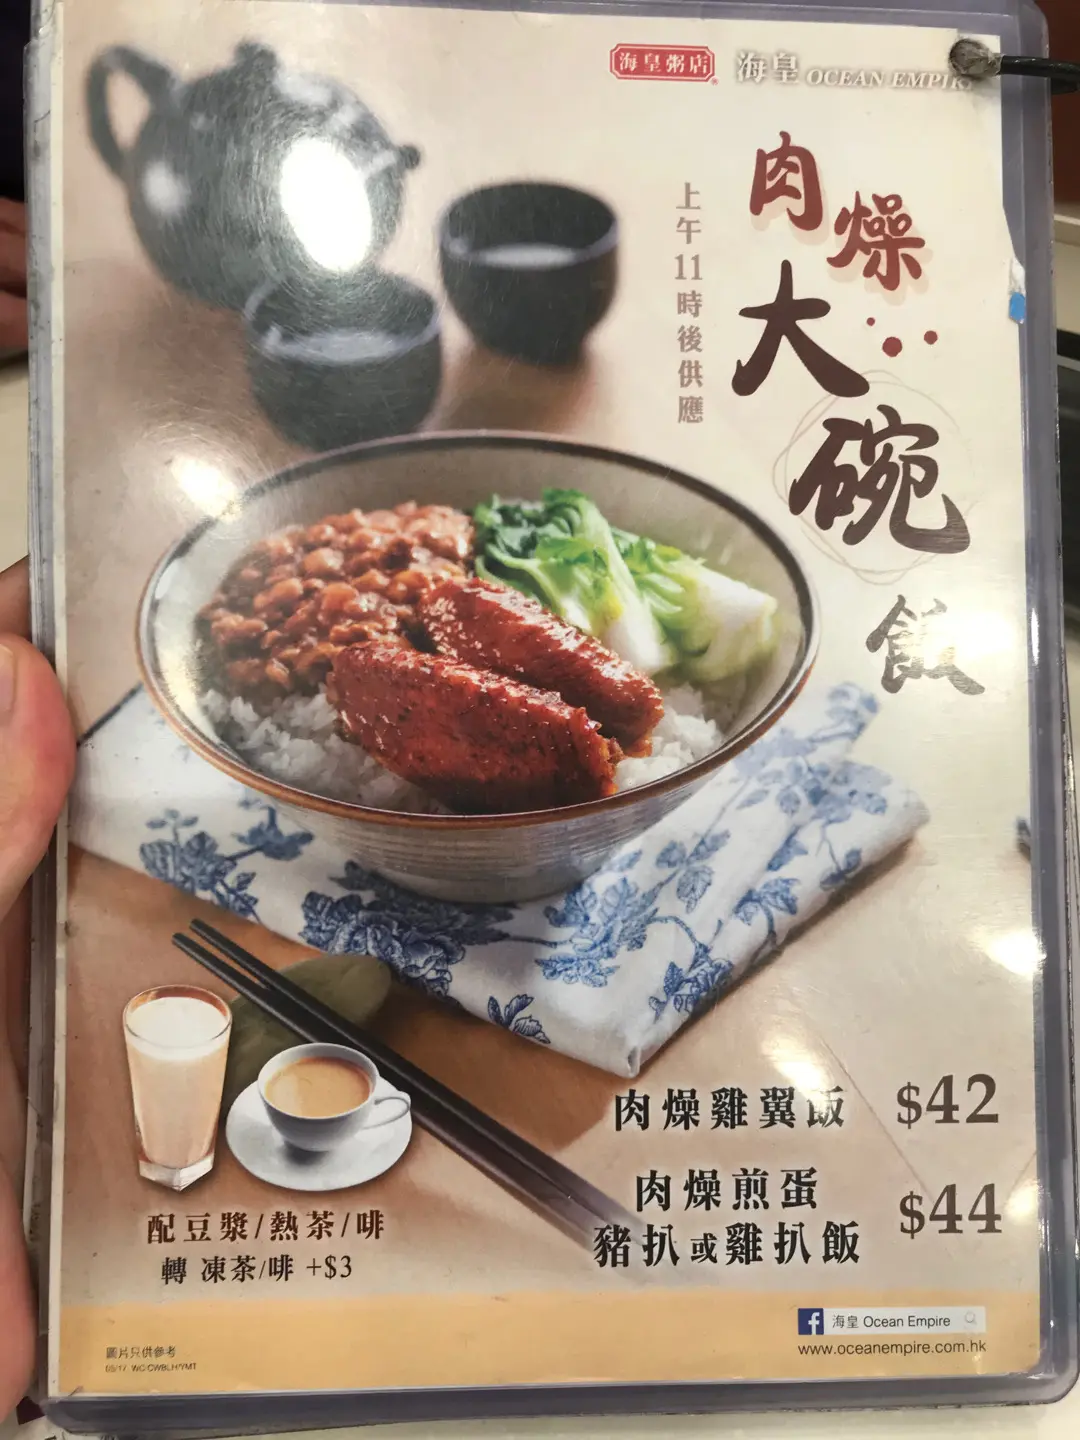 海皇粥店
海皇 OCEAN EMPIRE
肉燥
大碗
飯
上午11時後供應
肉燥雞翼飯 $42
肉燥煎蛋
豬扒或雞扒飯 $44
配豆漿/熱茶/啡
轉 凍茶/啡 +$3
圖片只供參考
海皇 Ocean Empire
www.oceanempire.com.hk